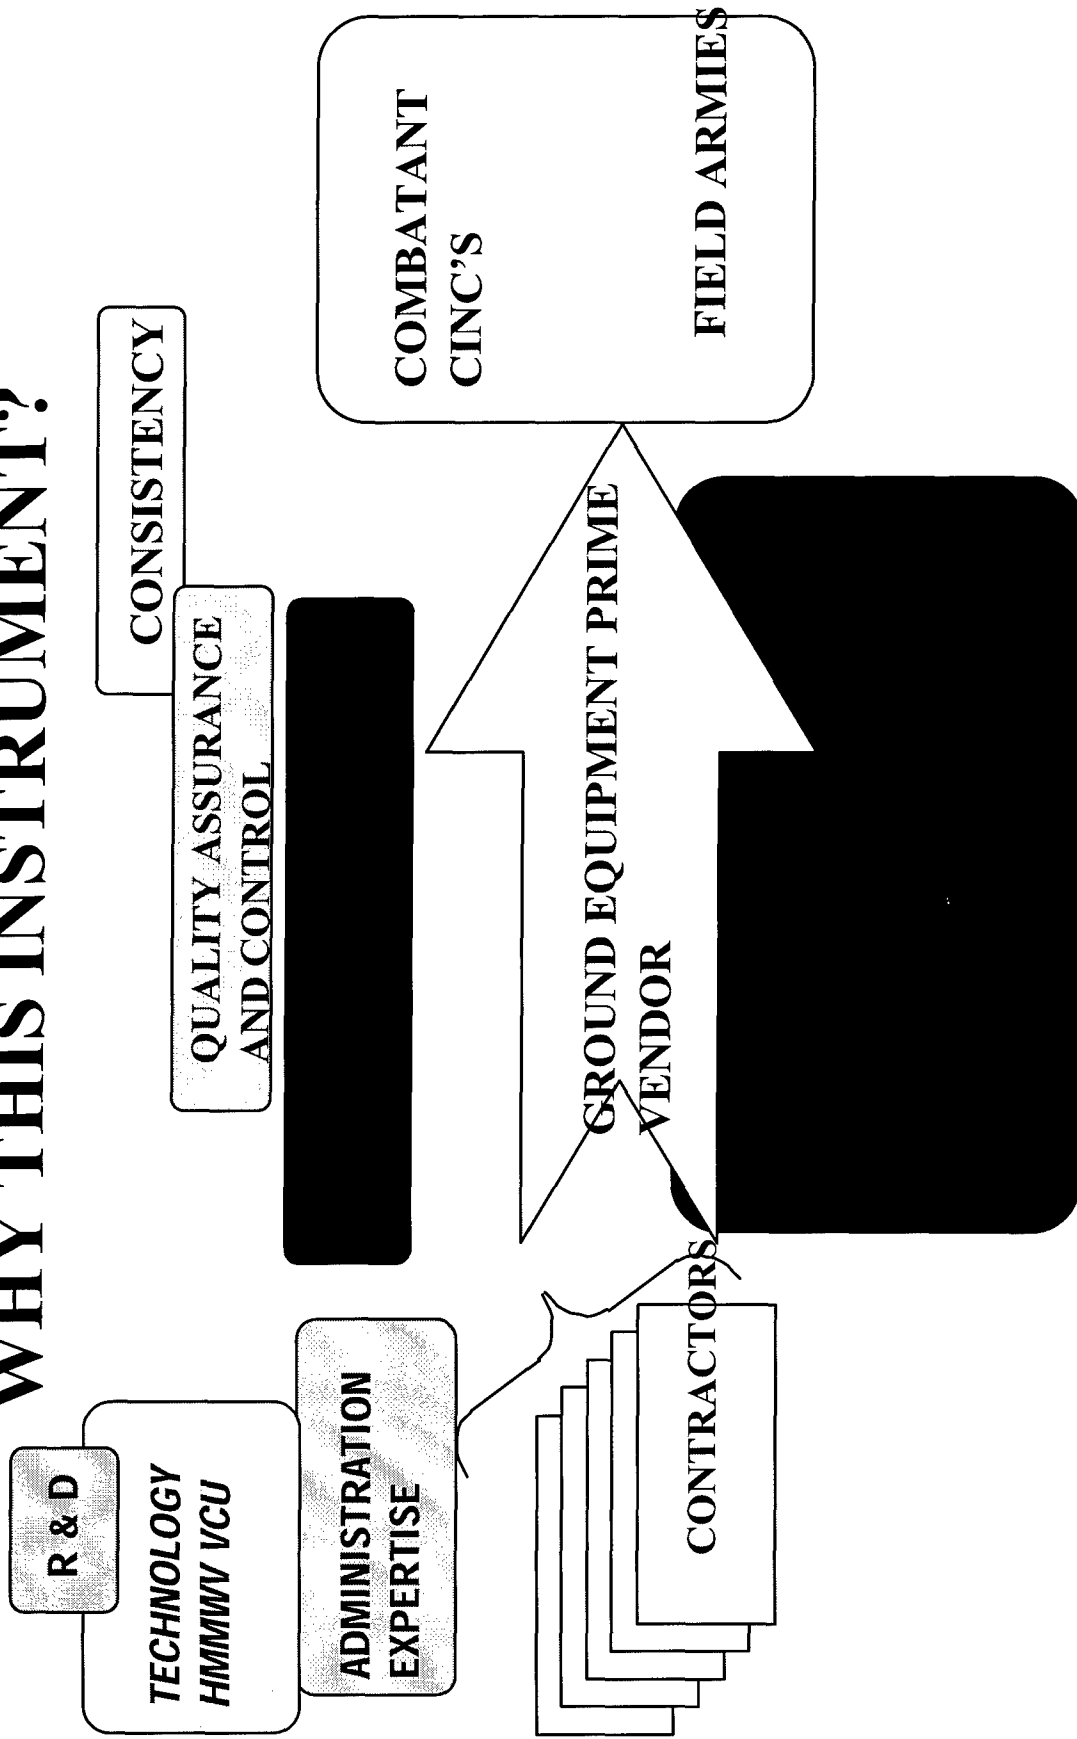 WHY THIS INSTRUMENT?
R & D
TECHNOLOGY
HMMWV VCU
ADMINISTRATION
EXPERTISE
CONSISTENCY
QUALITY ASSURANCE
AND CONTROL
GROUND EQUIPMENT PRIME
VENDOR
CONTRACTORS
COMBATANT
CINC'S
FIELD ARMIES